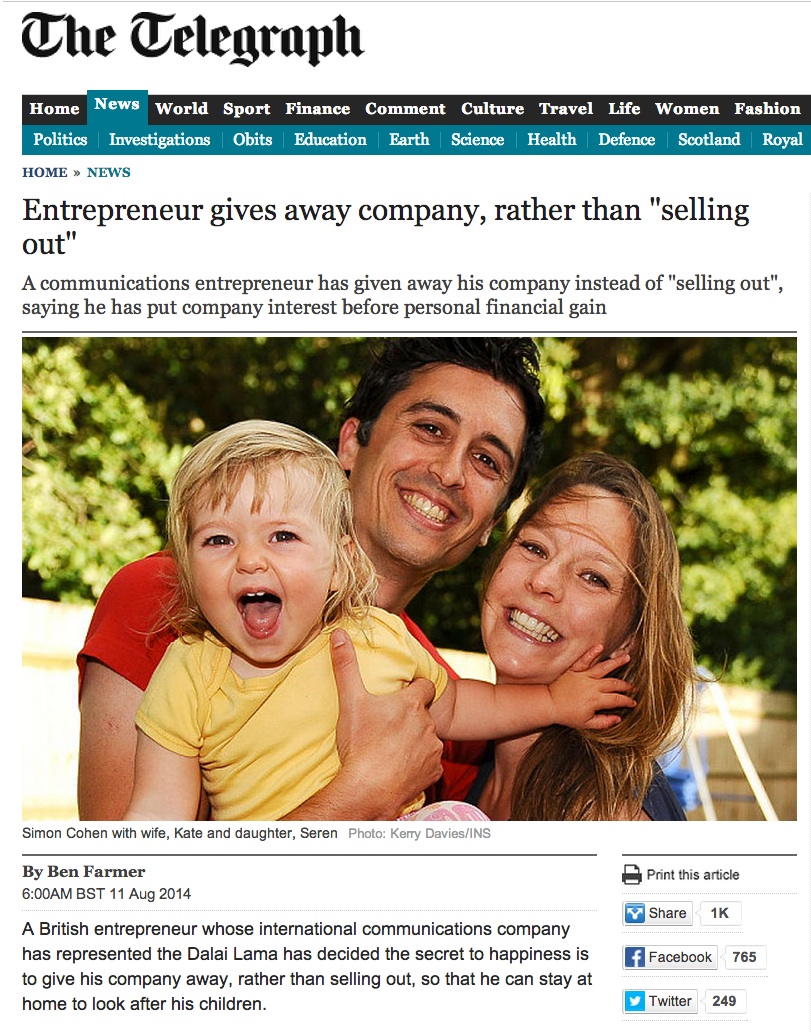 The Telegraph
Home News World Sport Finance Comment Culture Travel Life Women Fashion
Politics Investigations Obits Education Earth Science Health Defence Scotland Royal
HOME » NEWS
Entrepreneur gives away company, rather than "selling
out"
A communications entrepreneur has given away his company instead of "selling out",
saying he has put company interest before personal financial gain
Simon Cohen with wife, Kate and daughter, Seren Photo: Kerry Davies/INS
By Ben Farmer
6:00AM BST 11 Aug 2014
A British entrepreneur whose international communications company
has represented the Dalai Lama has decided the secret to happiness is
to give his company away, rather than selling out, so that he can stay at
home to look after his children.
Print this article
Share 1K
Facebook 765
Twitter 249